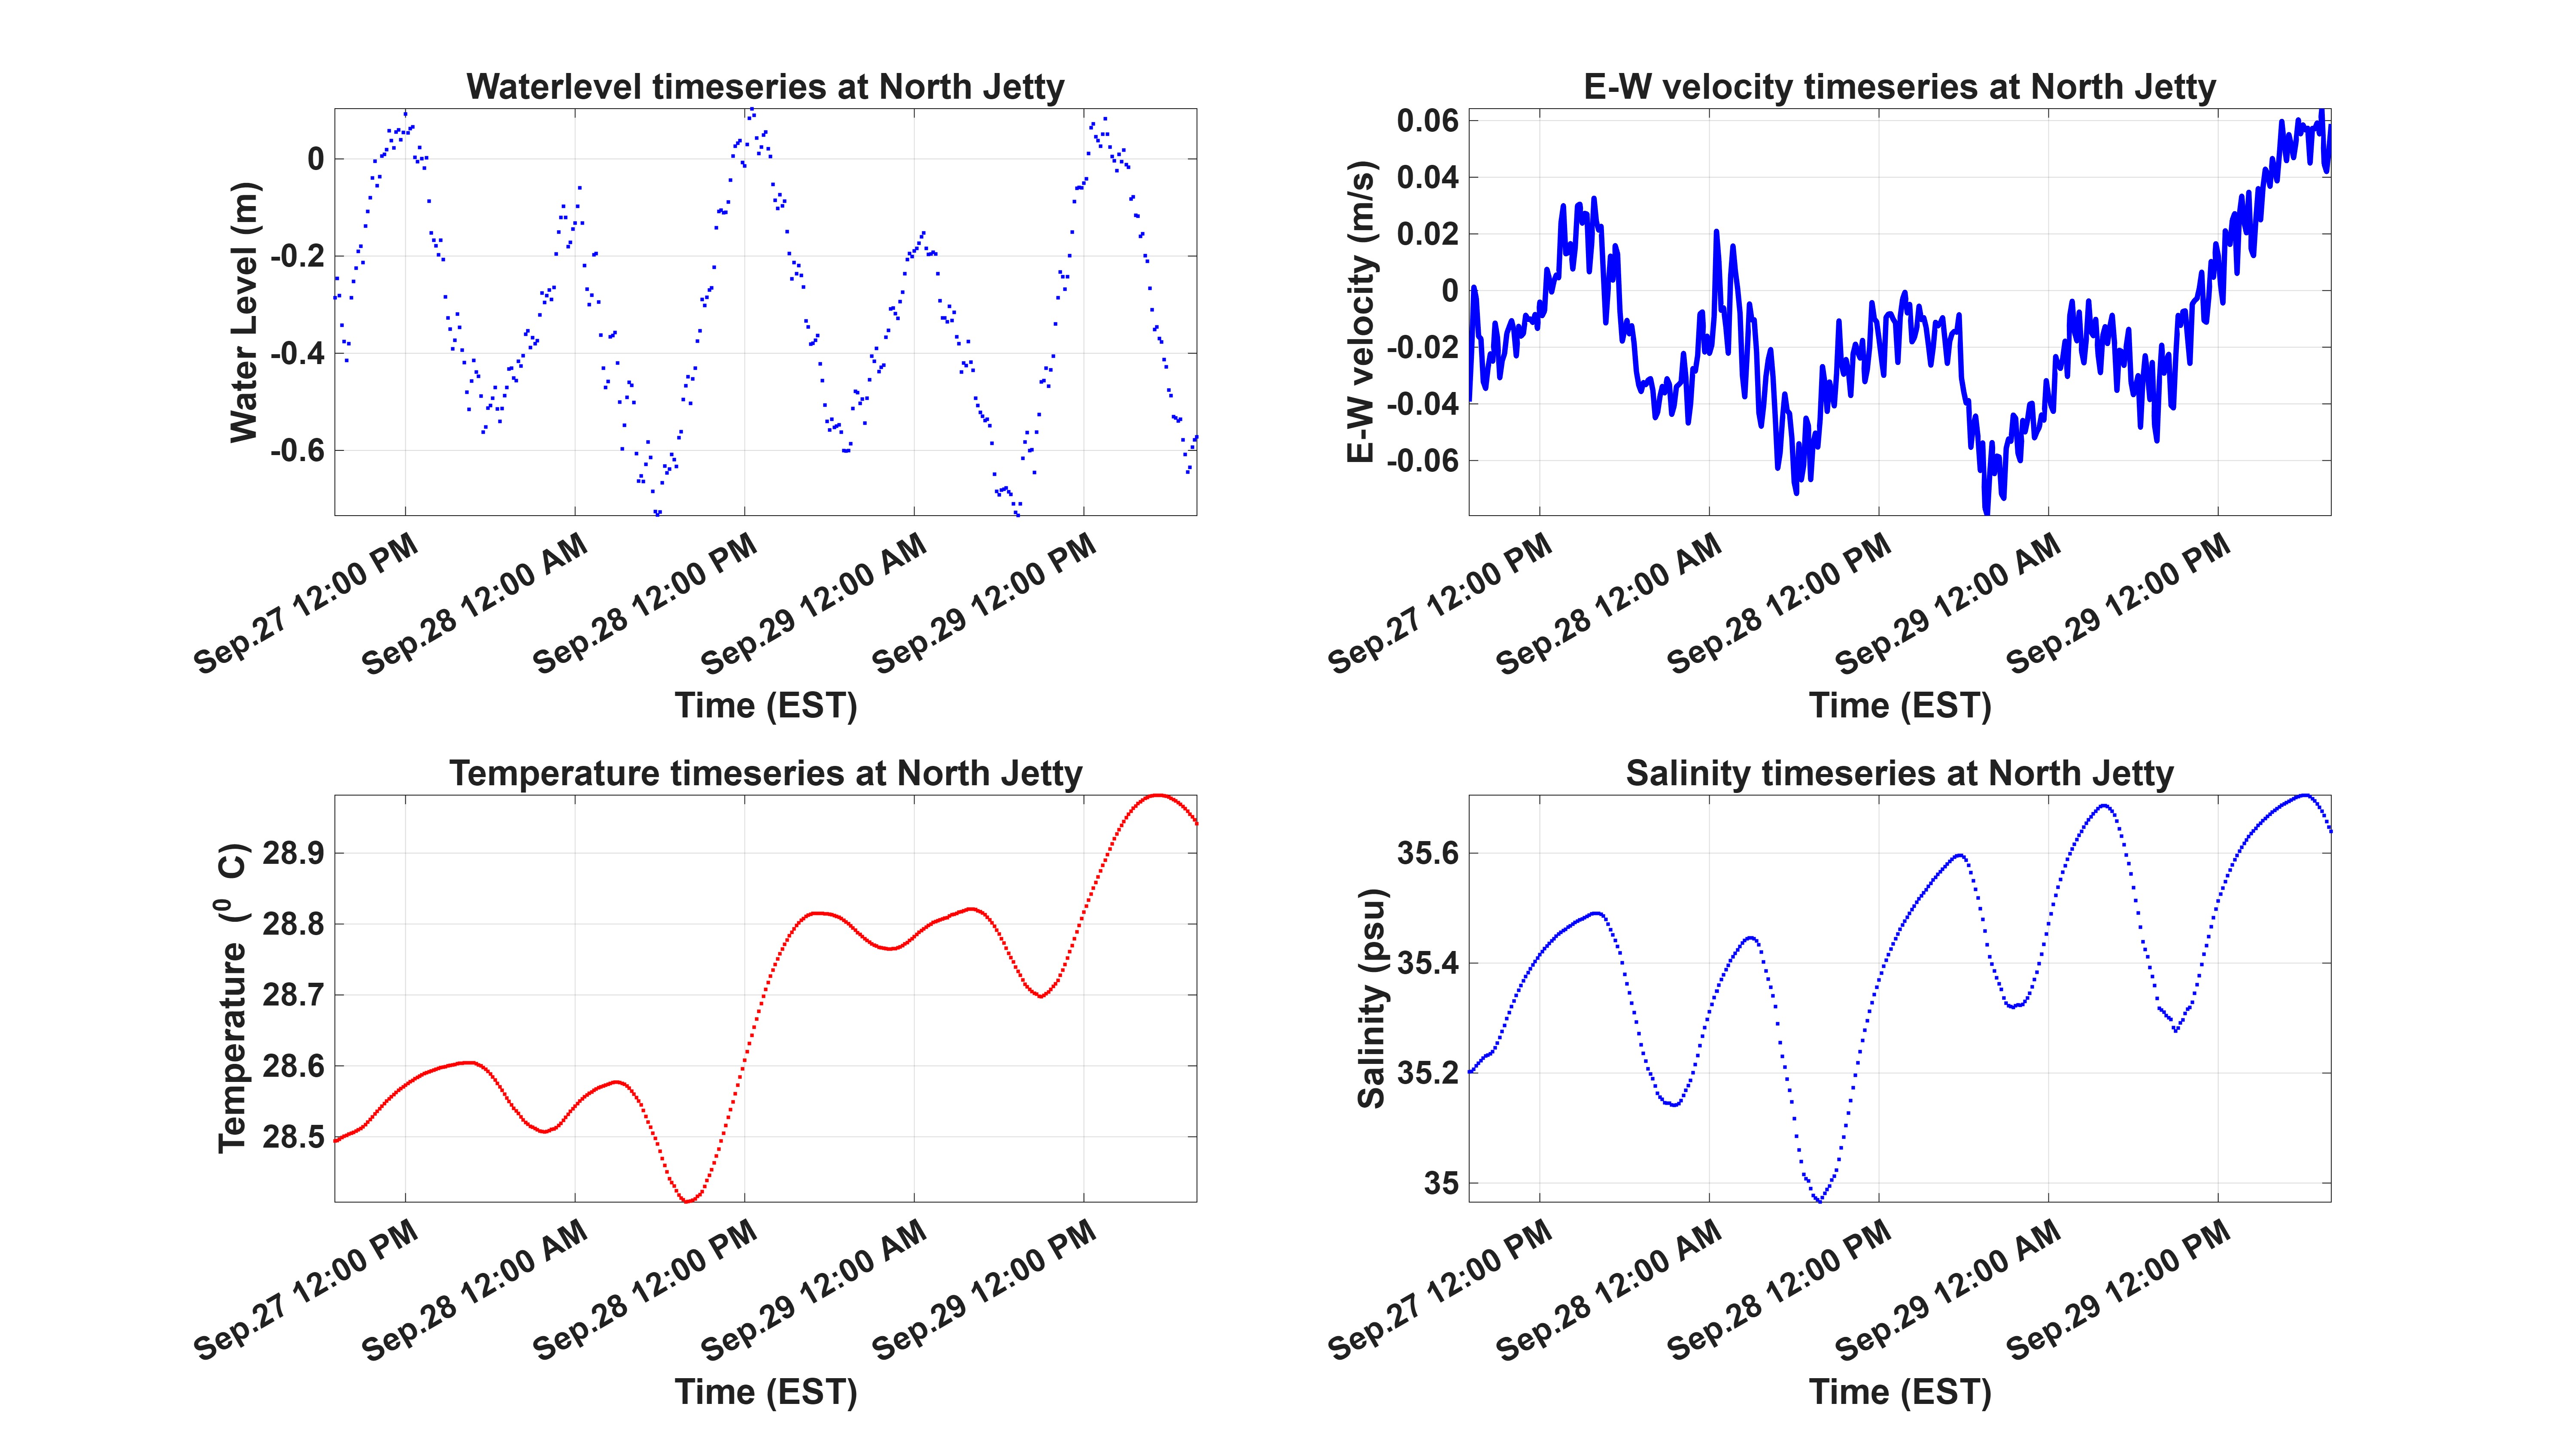 Waterlevel timeseries at North Jetty
0
-0.2
-0.4
-0.6
Water Level (m)
Sep.27 12:00 PM
Sep.28 12:00 AM
Sep.28 12:00 PM
Sep.29 12:00 AM
Sep.29 12:00 PM
Time (EST)
E-W velocity timeseries at North Jetty
0.06
0.04
0.02
0
-0.02
-0.04
-0.06
E-W velocity (m/s)
Sep.27 12:00 PM
Sep.28 12:00 AM
Sep.28 12:00 PM
Sep.29 12:00 AM
Sep.29 12:00 PM
Time (EST)
Temperature timeseries at North Jetty
28.9
28.8
28.7
28.6
28.5
Temperature (⁰ C)
Sep.27 12:00 PM
Sep.28 12:00 AM
Sep.28 12:00 PM
Sep.29 12:00 AM
Sep.29 12:00 PM
Time (EST)
Salinity timeseries at North Jetty
35.6
35.4
35.2
35
Salinity (psu)
Sep.27 12:00 PM
Sep.28 12:00 AM
Sep.28 12:00 PM
Sep.29 12:00 AM
Sep.29 12:00 PM
Time (EST)